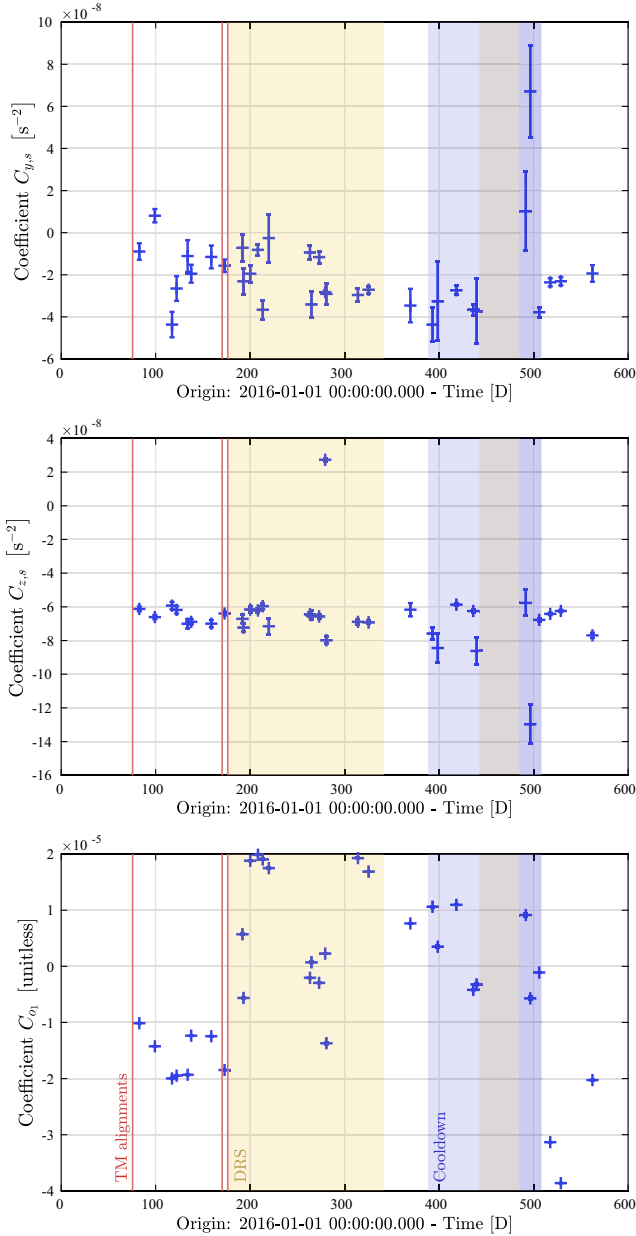 × 10⁻⁸
10
8
6
4
2
0
-2
-4
-6
Coefficient C_{y,s} [s⁻²]
0 100 200 300 400 500 600
Origin: 2016-01-01 00:00:00.000 - Time [D]
× 10⁻⁸
4
2
0
-2
-4
-6
-8
-10
-12
-14
-16
Coefficient C_{z,s} [s⁻²]
0 100 200 300 400 500 600
Origin: 2016-01-01 00:00:00.000 - Time [D]
× 10⁻⁵
2
1
0
-1
-2
-3
-4
Coefficient C_{o₁} [unitless]
TM alignments
DRS
Cooldown
0 100 200 300 400 500 600
Origin: 2016-01-01 00:00:00.000 - Time [D]